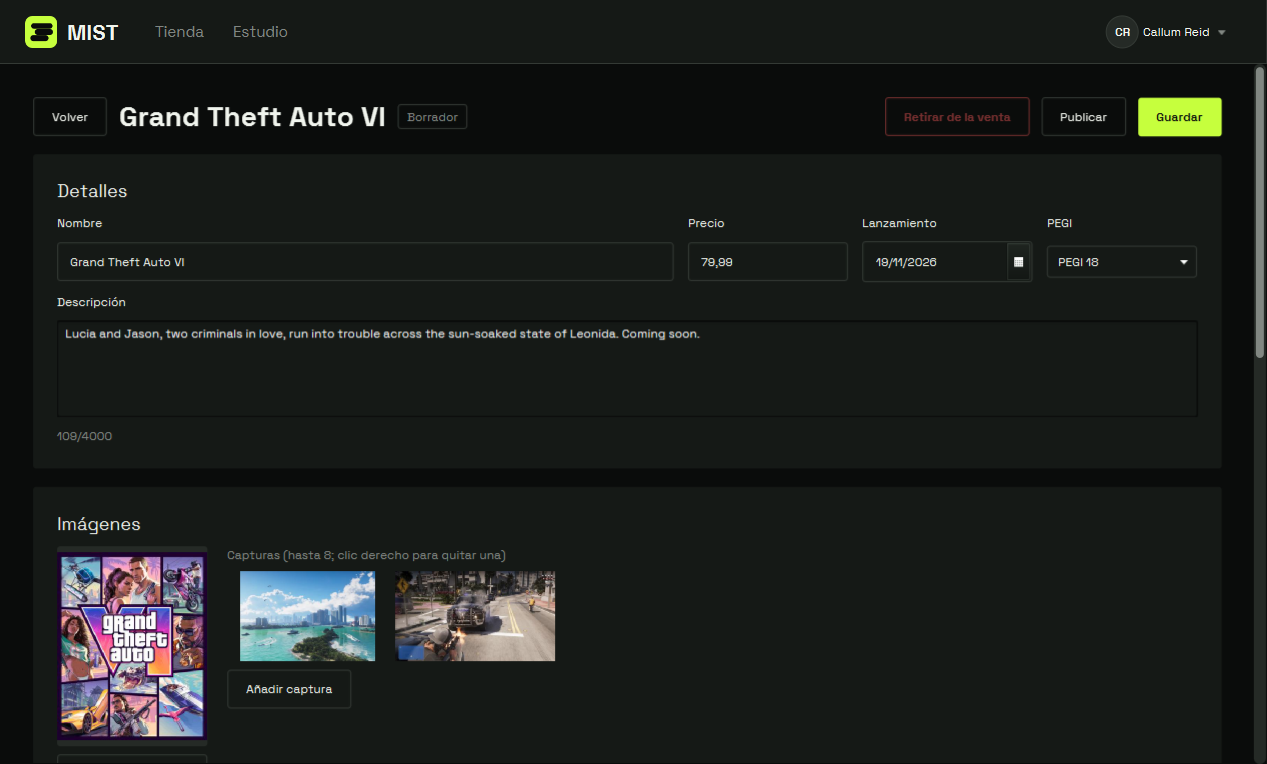 MIST Tienda Estudio CR Callum Reid
Volver Grand Theft Auto VI Borrador Retirar de la venta Publicar Guardar
Detalles
Nombre Precio Lanzamiento PEGI
Grand Theft Auto VI 79,99 19/11/2026 PEGI 18
Descripción
Lucia and Jason, two criminals in love, run into trouble across the sun-soaked state of Leonida. Coming soon.
109/4000
Imágenes
Capturas (hasta 8; clic derecho para quitar una)
grand
theft
auto
VI
Añadir captura